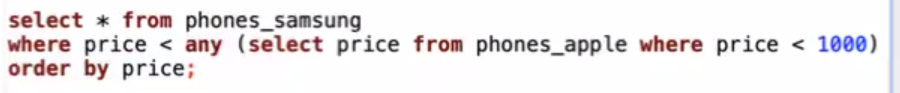 select * from phones_samsung
where price < any (select price from phones_apple where price < 1000)
order by price;